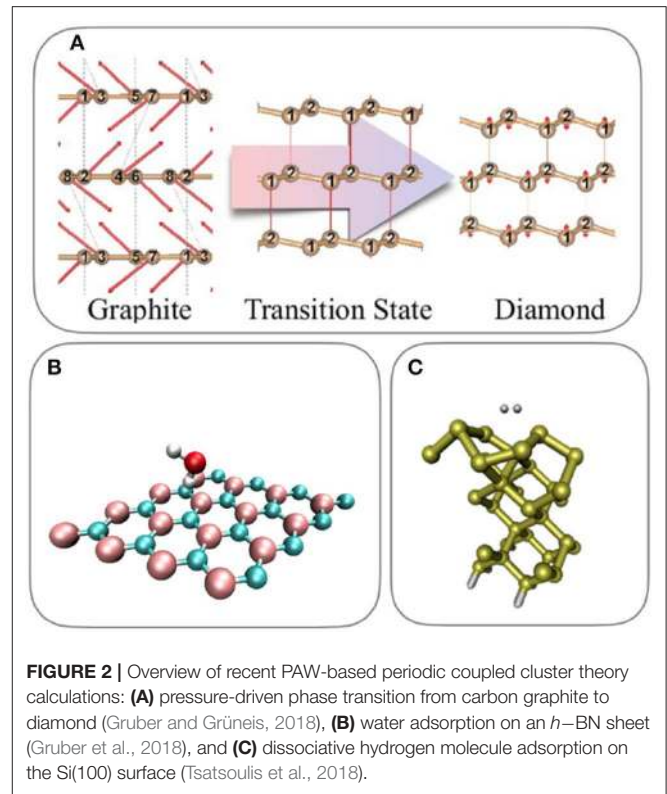 A
1 3 5 7 1 3
8 2 4 6 8 2
1 3 5 7 1 3
1 2 1 2 1 2
1 2 1 2 1 2
2 1 2 1 2 1
1 2 1 2 1 2
2 1 2 1 2 1
2 1 2 1 2 1
Graphite Transition State Diamond
B
C
FIGURE 2 | Overview of recent PAW-based periodic coupled cluster theory
calculations: (A) pressure-driven phase transition from carbon graphite to
diamond (Gruber and Grüneis, 2018), (B) water adsorption on an h−BN sheet
(Gruber et al., 2018), and (C) dissociative hydrogen molecule adsorption on
the Si(100) surface (Tsatsoulis et al., 2018).